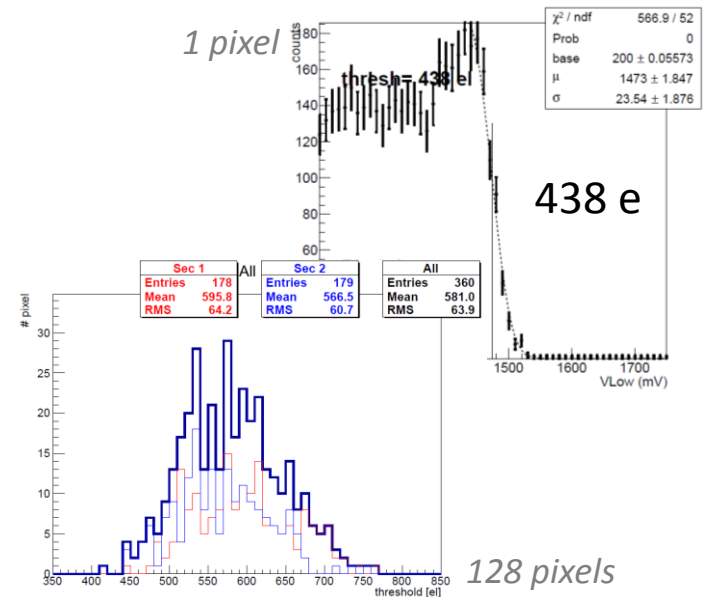 1 pixel
counts
180
160
140
120
100
80
60
thresh= 438 el
χ² / ndf 566.9 / 52
Prob 0
base 200 ± 0.05573
μ 1473 ± 1.847
σ 23.54 ± 1.876
438 e
1500 1600 1700
VLow (mV)
All
Sec 1
Entries 178
Mean 595.8
RMS 64.2
Sec 2
Entries 179
Mean 566.5
RMS 60.7
All
Entries 360
Mean 581.0
RMS 63.9
# pixel
30
25
20
15
10
5
0
350 400 450 500 550 600 650 700 750 800 850
threshold [el]
128 pixels